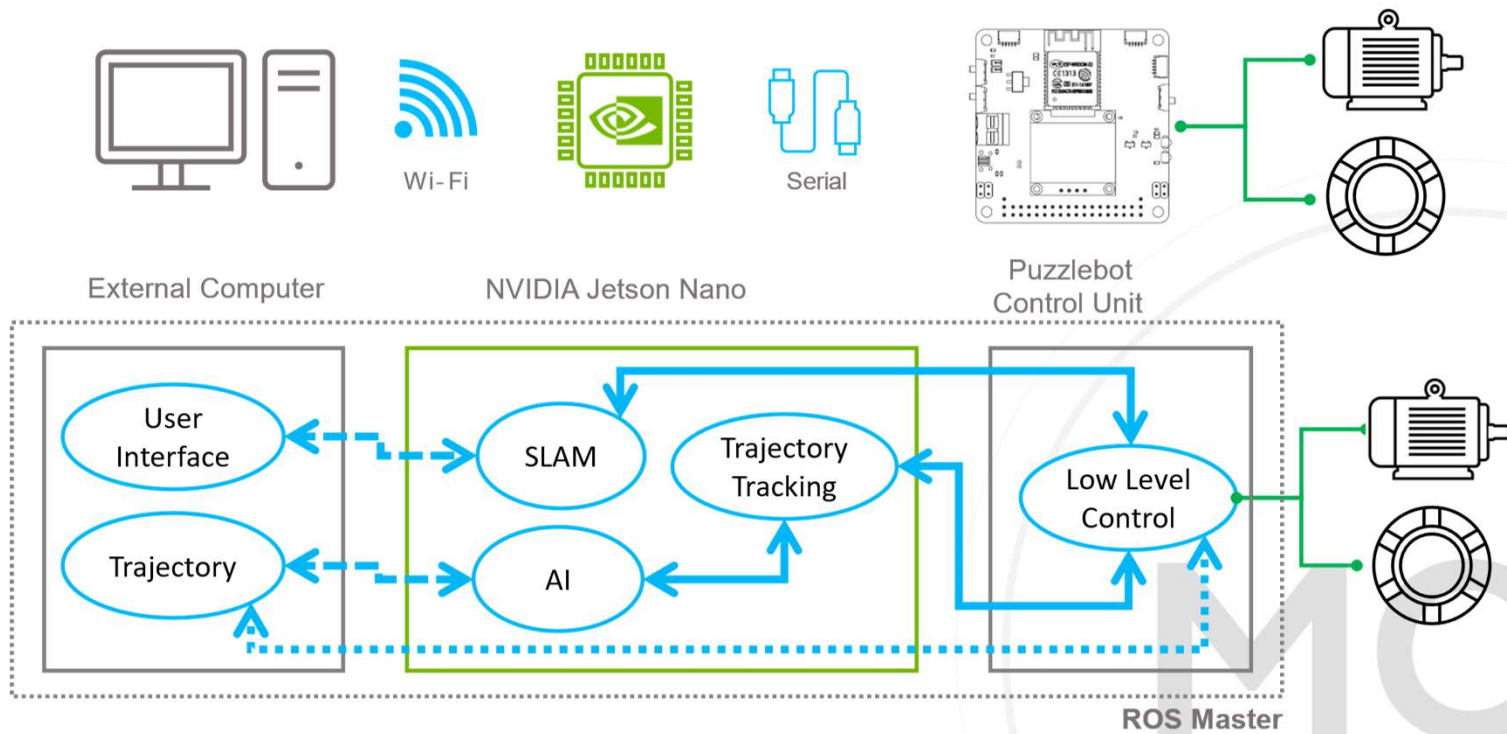 Wi-Fi
Serial
External Computer
NVIDIA Jetson Nano
Puzzlebot
Control Unit
User
Interface
SLAM
Trajectory
Tracking
Low Level
Control
Trajectory
AI
ROS Master
MC